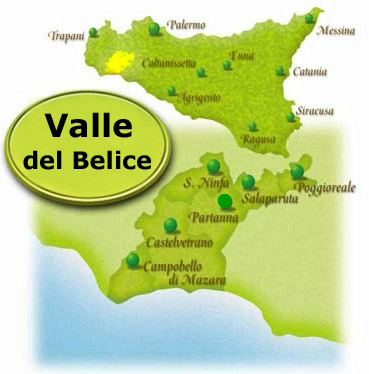 Trapani
Palermo
Messina
Caltanissetta
Enna
Catania
Agrigento
Siracusa
Ragusa
Valle
del Belice
S. Ninfa
Salaparuta
Poggioreale
Partanna
Castelvetrano
Campobello
di Mazara